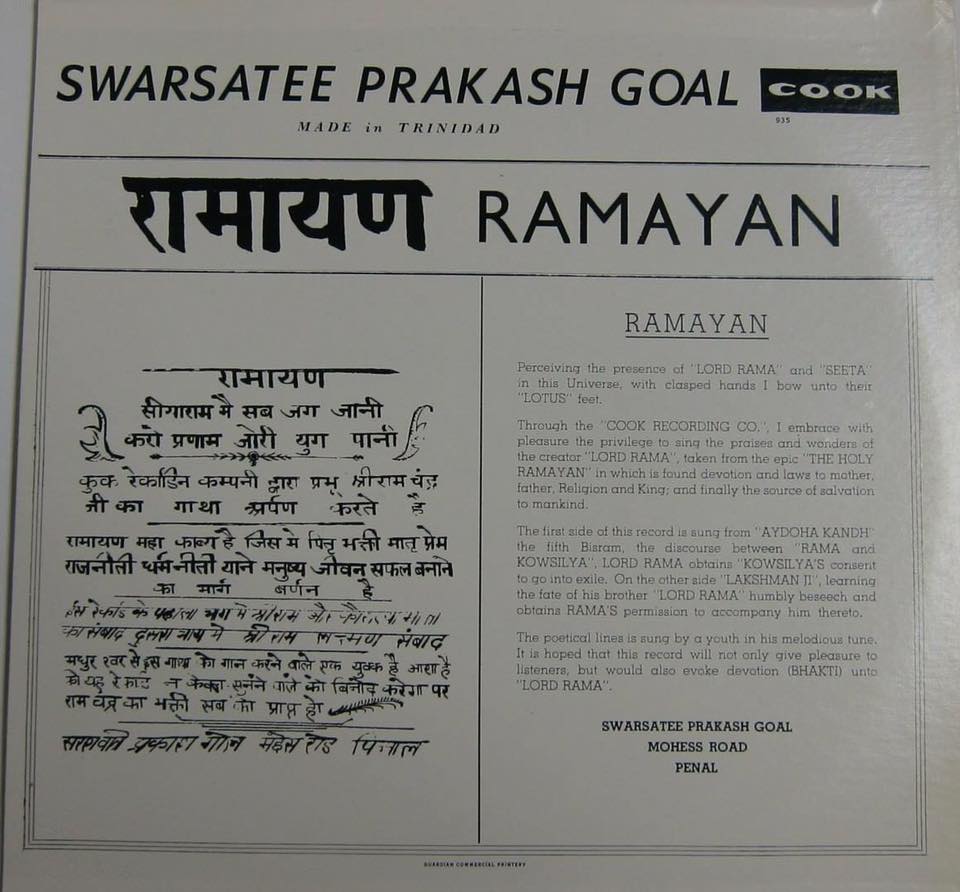 SWARSATEE PRAKASH GOAL
COOK
935
MADE in TRINIDAD
रामायण RAMAYAN
रामायण
सीगाराम मै सब जग जानी
करो प्रणाम जोरी युग पानी
कुक रेकार्डिन कम्पनी द्वारा प्रभू श्रीराम चंद्र
जी का गाथा अर्पण करते है
रामायण महा काव्य है जिस मे पितृ भक्ती मातृ प्रेम
राजनीती धर्मनीती याने मनुष्य जीवन सफल बनाने
का मार्ग बर्णन है
इस रेकार्ड के पहला भाग मे श्रीराम और माता
का संबाद दुसरा भाग मे श्री राम लक्ष्मण संबाद
मधुर स्वर से इस गाथा को गान करने वाले एक युवक है आशा है
की यह रेकार्ड न केवल सुनने वाले को बिनोद करेगा पर
राम चंद्र का भक्ती सब को प्राप्त हो
प्रकाश गोल महेस रोड पिनाल
RAMAYAN
Perceiving the presence of "LORD RAMA" and "SEETA"
in this Universe, with clasped hands I bow unto their
"LOTUS" feet.
Through the "COOK RECORDING CO.", I embrace with
pleasure the privilege to sing the praises and wonders of
the creator "LORD RAMA", taken from the epic "THE HOLY
RAMAYAN" in which is found devotion and laws to mother,
father, Religion and King; and finally the source of salvation
to mankind.
The first side of this record is sung from "AYDOHA KANDH"
the fifth Bisram, the discourse between "RAMA and
KOWSILYA", LORD RAMA obtains "KOWSILYA'S consent
to go into exile. On the other side "LAKSHMAN JI", learning
the fate of his brother "LORD RAMA" humbly beseech and
obtains RAMA'S permission to accompany him thereto.
The poetical lines is sung by a youth in his melodious tune.
It is hoped that this record will not only give pleasure to
listeners, but would also evoke devotion (BHAKTI) unto
"LORD RAMA".
SWARSATEE PRAKASH GOAL
MOHESS ROAD
PENAL
GUARDIAN COMMERCIAL PRINTERY